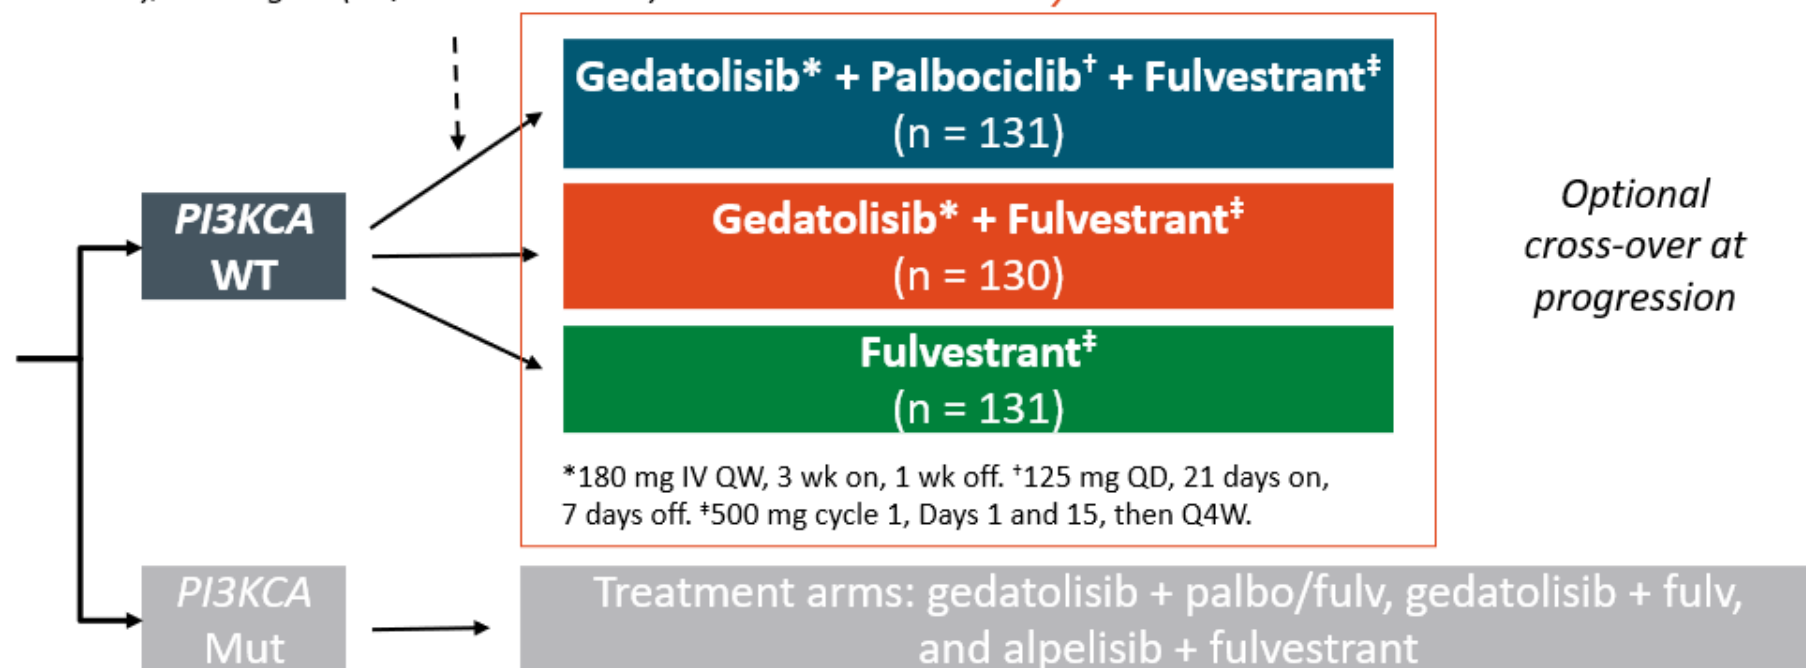 Gedatolisib* + Palbociclib† + Fulvestrant‡
(n = 131)
PI3KCA
WT
Gedatolisib* + Fulvestrant‡
(n = 130)
Fulvestrant‡
(n = 131)
Optional
cross-over at
progression
*180 mg IV QW, 3 wk on, 1 wk off. †125 mg QD, 21 days on,
7 days off. ‡500 mg cycle 1, Days 1 and 15, then Q4W.
PI3KCA
Mut
Treatment arms: gedatolisib + palbo/fulv, gedatolisib + fulv,
and alpelisib + fulvestrant